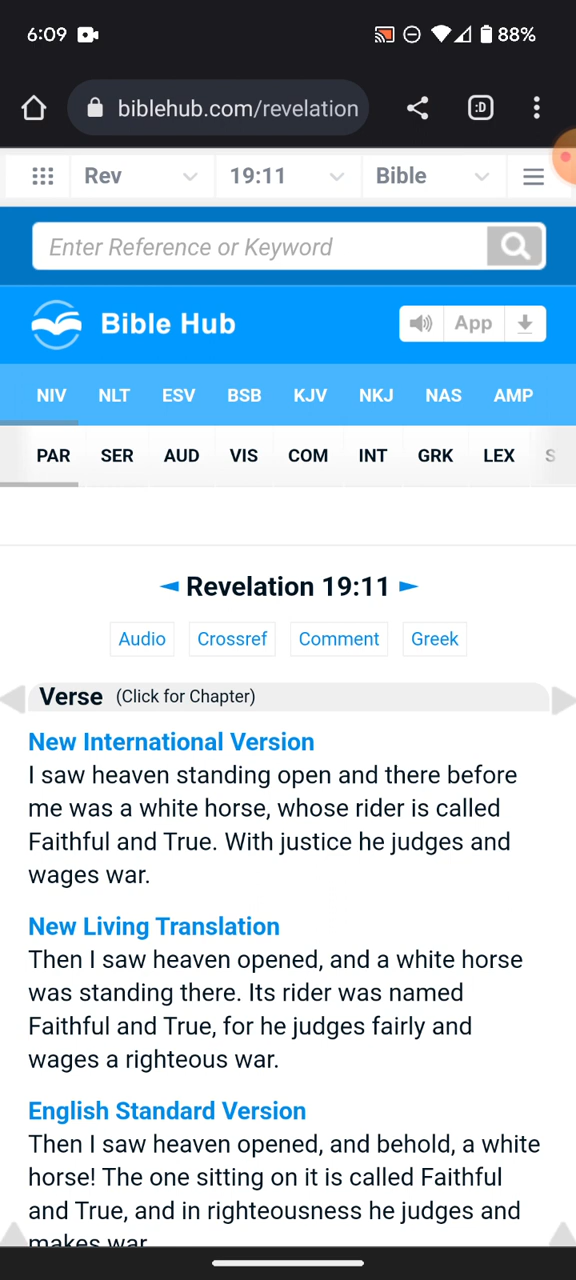 6:09
88%
biblehub.com/revelation
:D
Rev 19:11 Bible
Enter Reference or Keyword
Bible Hub
App
NIV NLT ESV BSB KJV NKJ NAS AMP
PAR SER AUD VIS COM INT GRK LEX S
Revelation 19:11
Audio Crossref Comment Greek
Verse (Click for Chapter)
New International Version
I saw heaven standing open and there before
me was a white horse, whose rider is called
Faithful and True. With justice he judges and
wages war.
New Living Translation
Then I saw heaven opened, and a white horse
was standing there. Its rider was named
Faithful and True, for he judges fairly and
wages a righteous war.
English Standard Version
Then I saw heaven opened, and behold, a white
horse! The one sitting on it is called Faithful
and True, and in righteousness he judges and
makes war